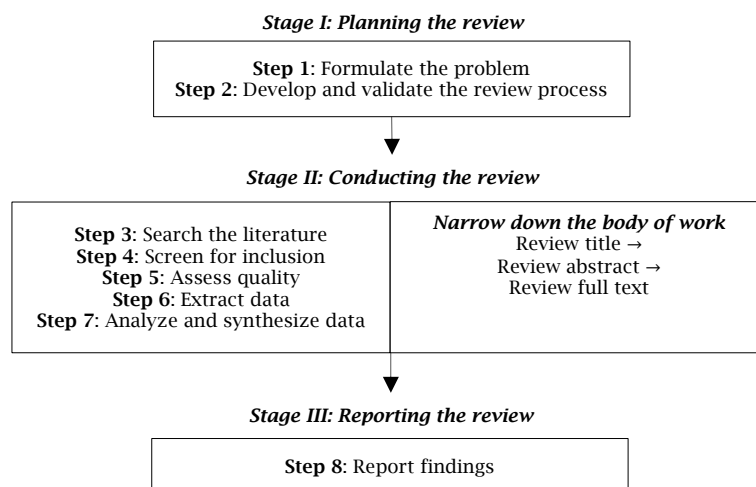 Stage I: Planning the review
Step 1: Formulate the problem
Step 2: Develop and validate the review process
Stage II: Conducting the review
Step 3: Search the literature
Step 4: Screen for inclusion
Step 5: Assess quality
Step 6: Extract data
Step 7: Analyze and synthesize data
Narrow down the body of work
Review title →
Review abstract →
Review full text
Stage III: Reporting the review
Step 8: Report findings